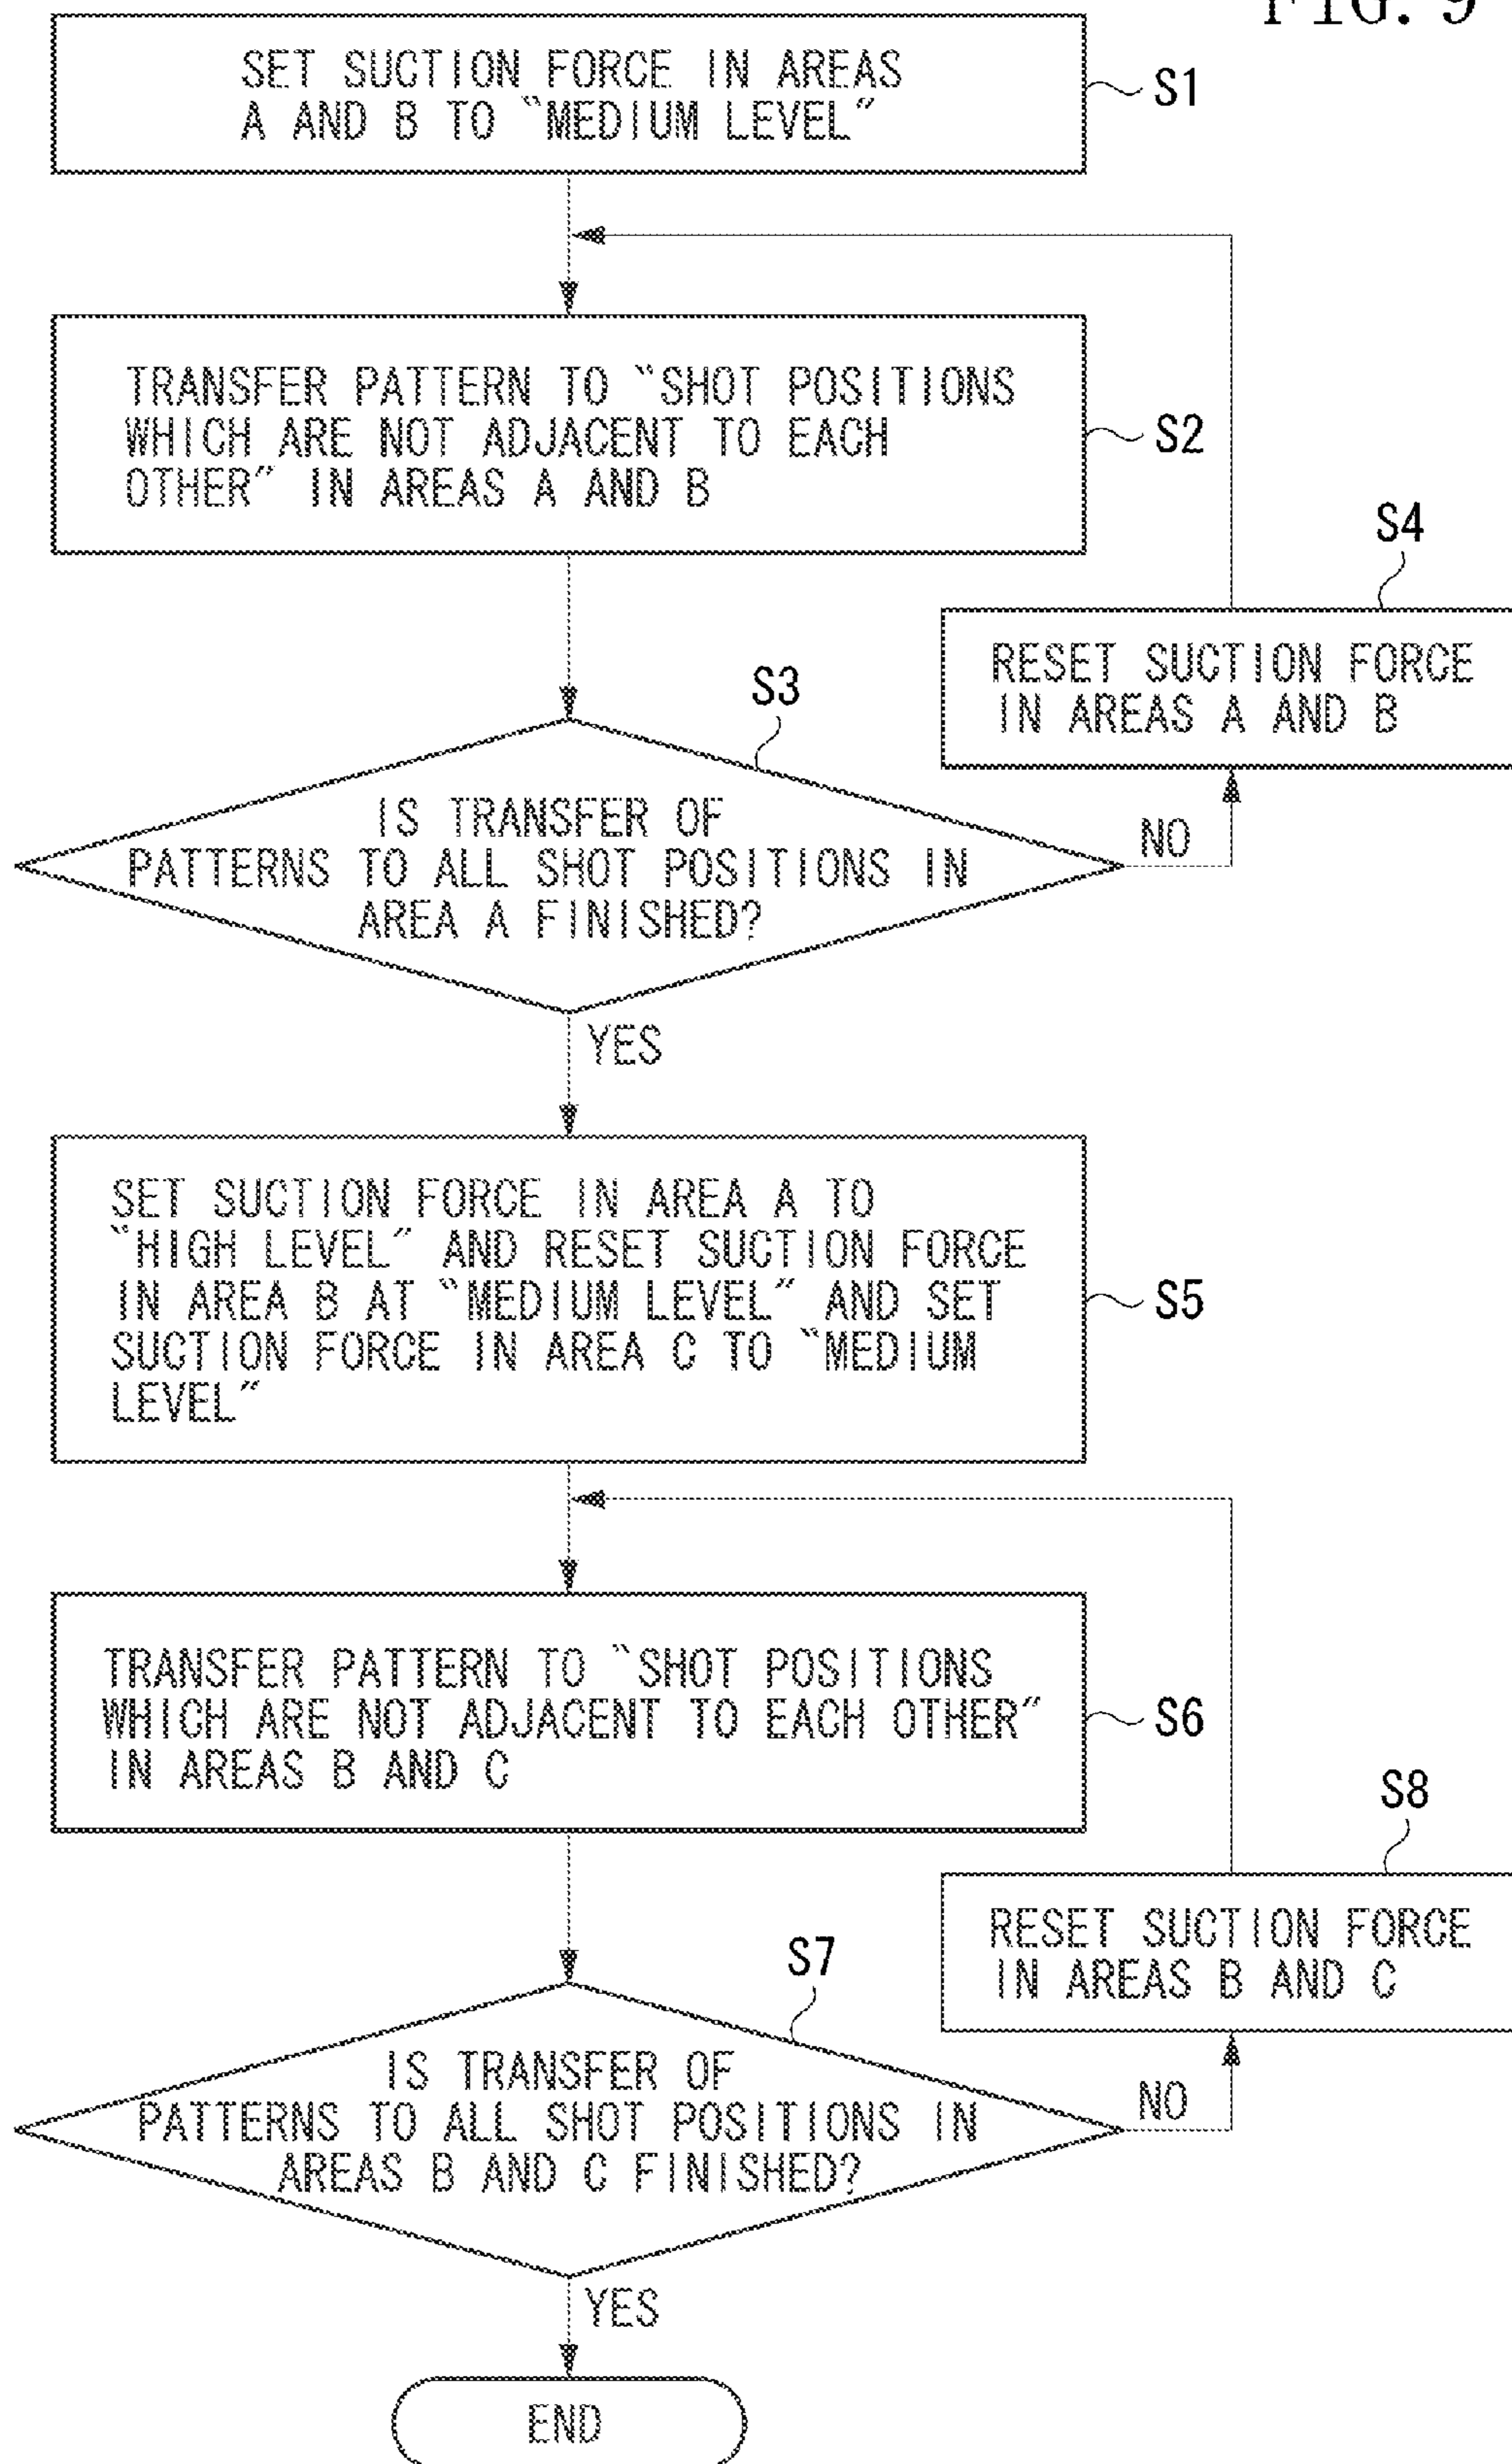 FIG. 9
SET SUCTION FORCE IN AREAS
A AND B TO “MEDIUM LEVEL”
S1
TRANSFER PATTERN TO “SHOT POSITIONS
WHICH ARE NOT ADJACENT TO EACH
OTHER” IN AREAS A AND B
S2
S4
RESET SUCTION FORCE
IN AREAS A AND B
S3
IS TRANSFER OF
PATTERNS TO ALL SHOT POSITIONS IN
AREA A FINISHED?
NO
YES
SET SUCTION FORCE IN AREA A TO
“HIGH LEVEL” AND RESET SUCTION FORCE
IN AREA B AT “MEDIUM LEVEL” AND SET
SUCTION FORCE IN AREA C TO “MEDIUM
LEVEL”
S5
TRANSFER PATTERN TO “SHOT POSITIONS
WHICH ARE NOT ADJACENT TO EACH OTHER”
IN AREAS B AND C
S6
S8
RESET SUCTION FORCE
IN AREAS B AND C
S7
IS TRANSFER OF
PATTERNS TO ALL SHOT POSITIONS IN
AREAS B AND C FINISHED?
NO
YES
END